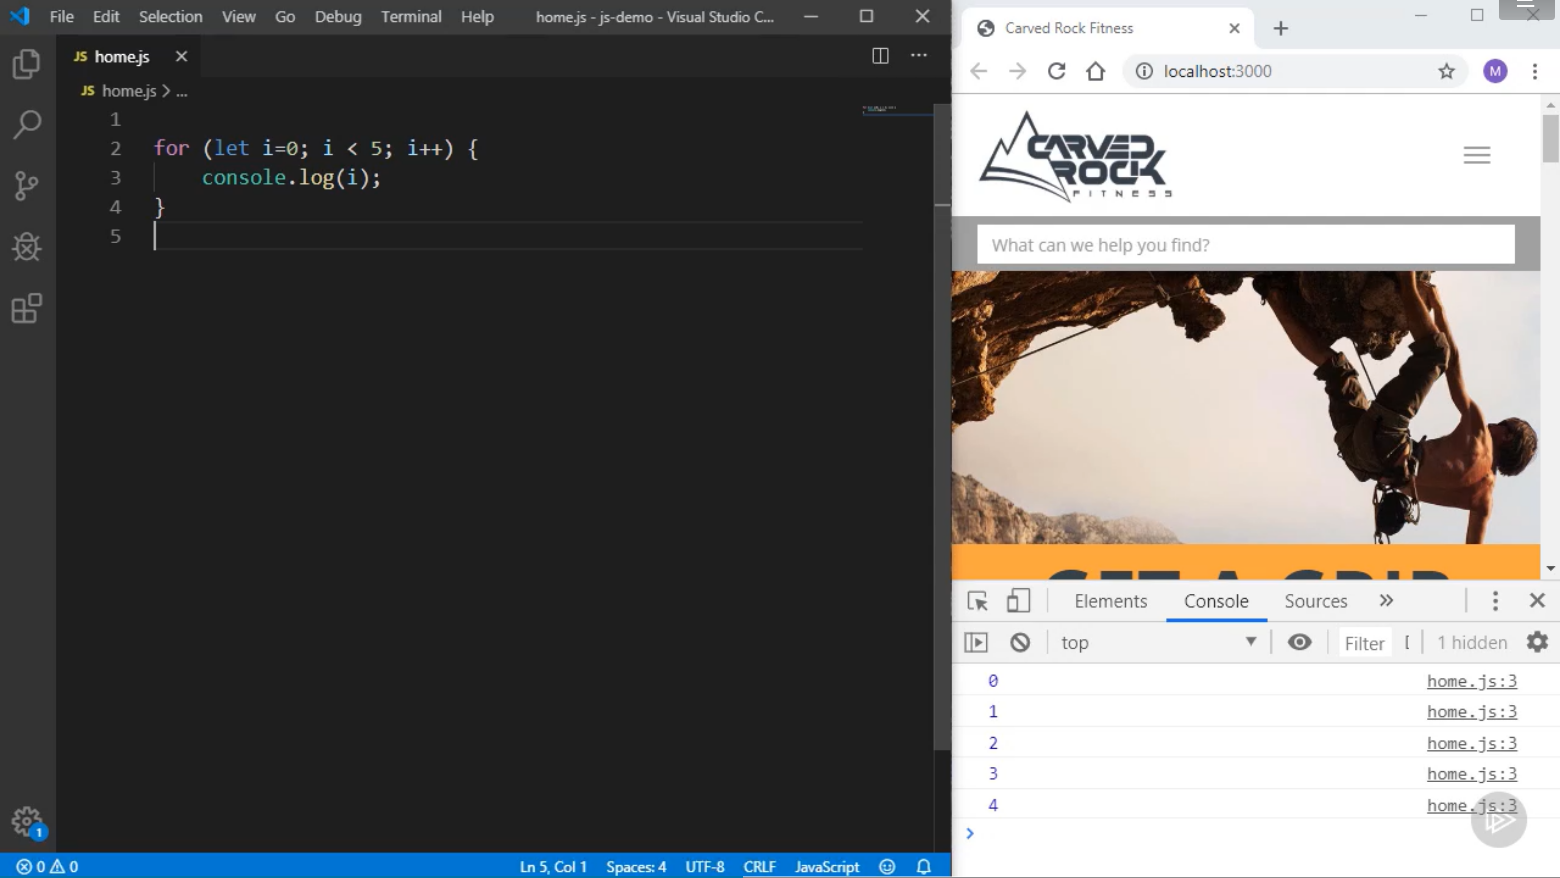 File Edit Selection View Go Debug Terminal Help home.js - js-demo - Visual Studio C...
JS home.js
JS home.js > ...
1
2 for (let i=0; i < 5; i++) {
3 console.log(i);
4 }
5
0 0 Ln 5, Col 1 Spaces: 4 UTF-8 CRLF JavaScript
1
Carved Rock Fitness
localhost:3000
M
CARVED
ROCK
FITNESS
What can we help you find?
GET A GRIP
Elements Console Sources »
top Filter 1 hidden
0 home.js:3
1 home.js:3
2 home.js:3
3 home.js:3
4 home.js:3
>